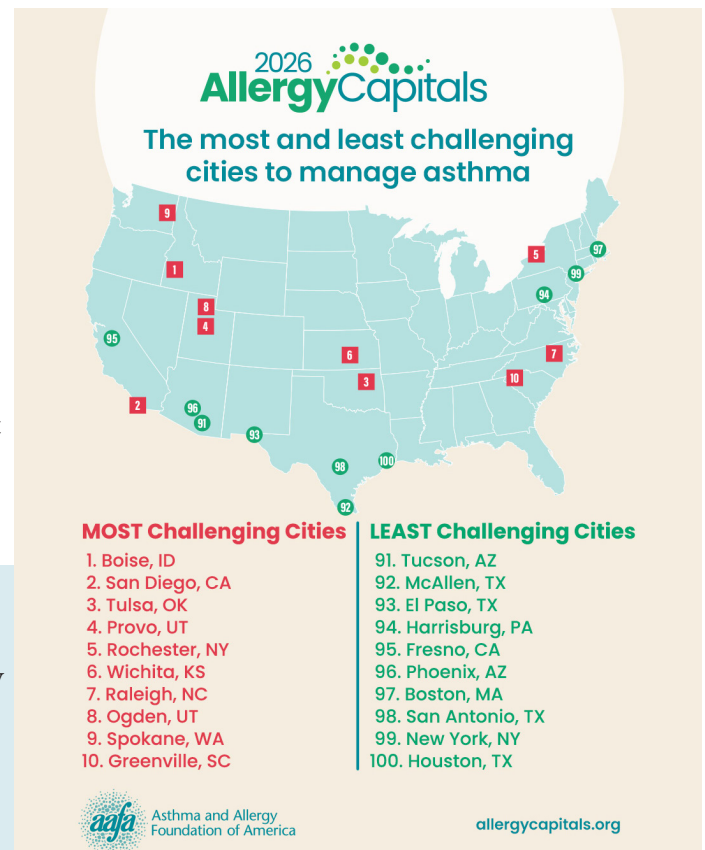 2026
AllergyCapitals
The most and least challenging
cities to manage asthma
9
97
5
1
99
94
8
4
95
6
7
3
10
2
96
91
93
100
98
92
MOST Challenging Cities
1. Boise, ID
2. San Diego, CA
3. Tulsa, OK
4. Provo, UT
5. Rochester, NY
6. Wichita, KS
7. Raleigh, NC
8. Ogden, UT
9. Spokane, WA
10. Greenville, SC
LEAST Challenging Cities
91. Tucson, AZ
92. McAllen, TX
93. El Paso, TX
94. Harrisburg, PA
95. Fresno, CA
96. Phoenix, AZ
97. Boston, MA
98. San Antonio, TX
99. New York, NY
100. Houston, TX
aafa
Asthma and Allergy
Foundation of America
allergycapitals.org